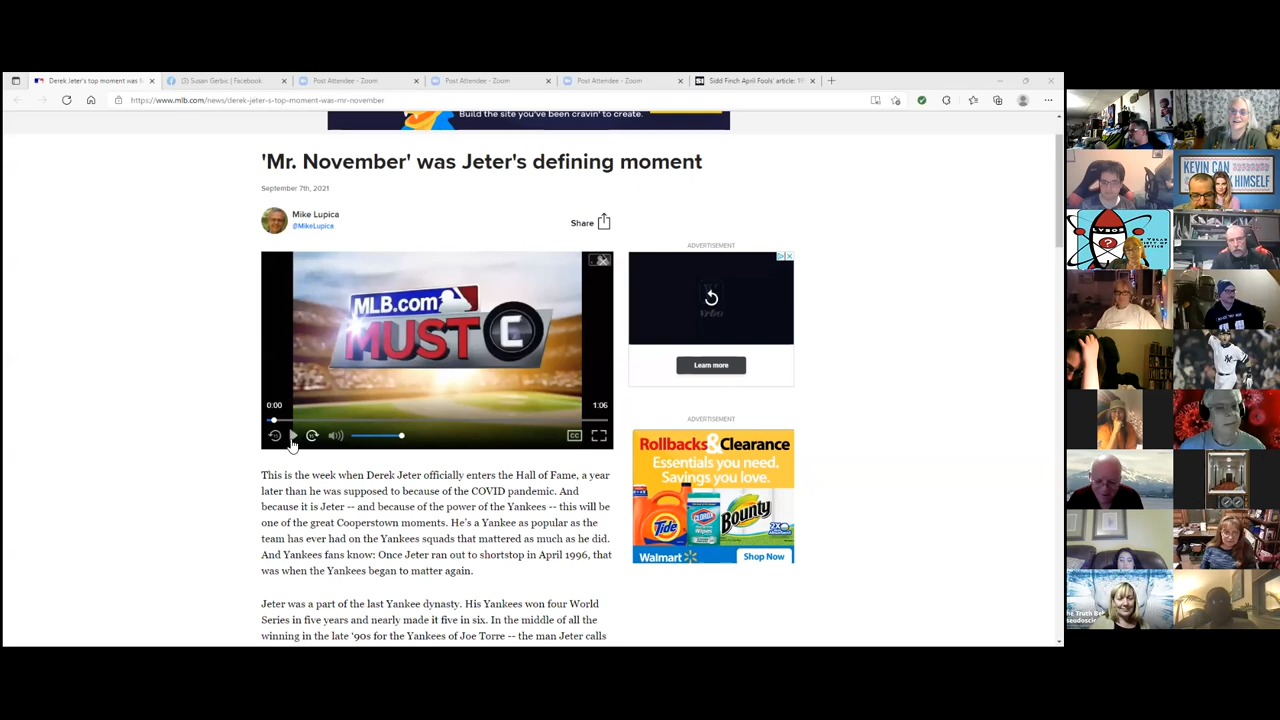 Derek Jeter's top moment was
(3) Susan Gerbic | Facebook
Post Attendee - Zoom
Post Attendee - Zoom
Post Attendee - Zoom
Sidd Finch April Fools' article: 19
https://www.mlb.com/news/derek-jeter-s-top-moment-was-mr-november
Build the site you've been cravin' to create.
'Mr. November' was Jeter's defining moment
September 7th, 2021
Mike Lupica
@MikeLupica
Share
ADVERTISEMENT
MLB.com
MUST C
0:00
1:06
CC
Vrbo
Learn more
ADVERTISEMENT
Rollbacks & Clearance
Essentials you need.
Savings you love.
Tide
CLOROX
Bounty
Walmart
Shop Now
This is the week when Derek Jeter officially enters the Hall of Fame, a year
later than he was supposed to because of the COVID pandemic. And
because it is Jeter -- and because of the power of the Yankees -- this will be
one of the great Cooperstown moments. He's a Yankee as popular as the
team has ever had on the Yankees squads that mattered as much as he did.
And Yankees fans know: Once Jeter ran out to shortstop in April 1996, that
was when the Yankees began to matter again.
Jeter was a part of the last Yankee dynasty. His Yankees won four World
Series in five years and nearly made it five in six. In the middle of all the
winning in the late '90s for the Yankees of Joe Torre -- the man Jeter calls
KEVIN CAN
HIMSELF
LVSOS
The Truth Be